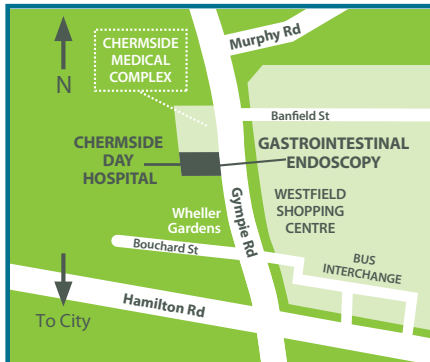 Murphy Rd
CHERMSIDE
MEDICAL
COMPLEX
N
Banfield St
CHERMSIDE
DAY
HOSPITAL
GASTROINTESTINAL
ENDOSCOPY
WESTFIELD
SHOPPING
CENTRE
Wheller
Gardens
Gympie Rd
Bouchard St
BUS
INTERCHANGE
Hamilton Rd
To City